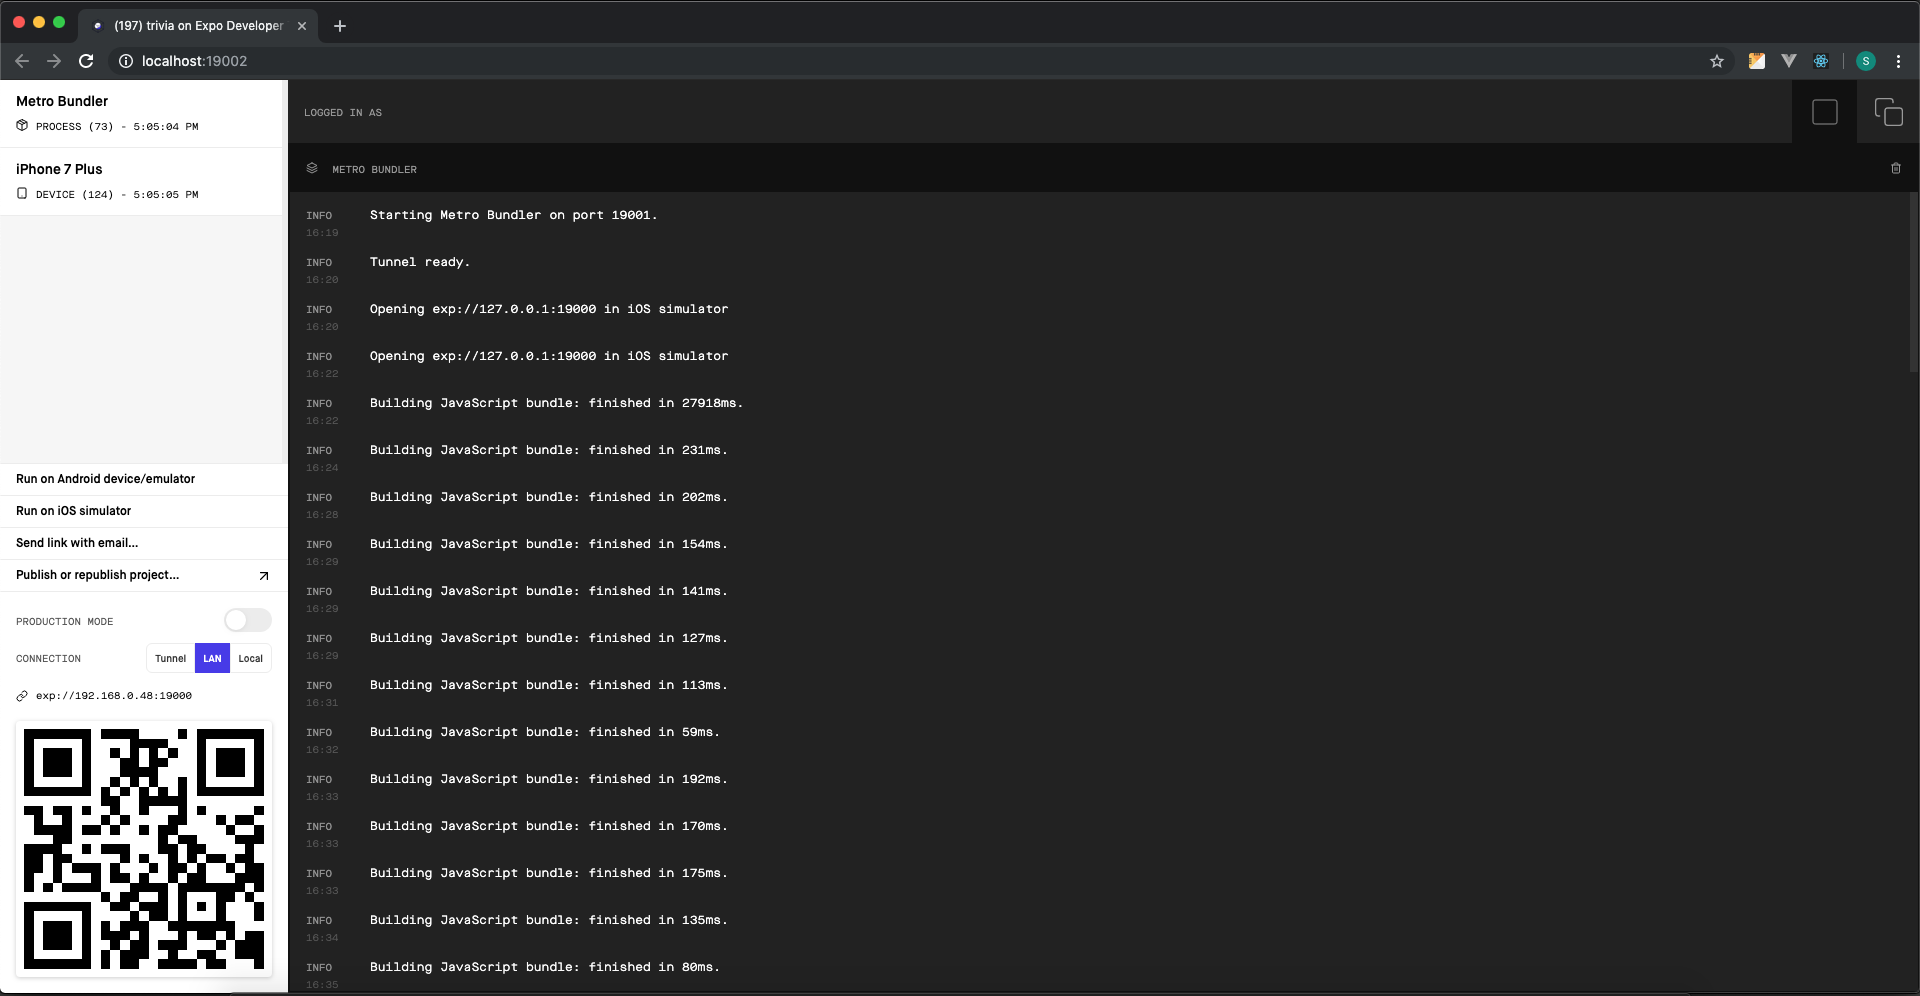 (197) trivia on Expo Developer
localhost:19002
S
Metro Bundler
PROCESS (73) - 5:05:04 PM
iPhone 7 Plus
DEVICE (124) - 5:05:05 PM
Run on Android device/emulator
Run on iOS simulator
Send link with email…
Publish or republish project…
PRODUCTION MODE
CONNECTION
Tunnel LAN Local
exp://192.168.0.48:19000
LOGGED IN AS
METRO BUNDLER
INFO Starting Metro Bundler on port 19001.
16:19
INFO Tunnel ready.
16:20
INFO Opening exp://127.0.0.1:19000 in iOS simulator
16:20
INFO Opening exp://127.0.0.1:19000 in iOS simulator
16:22
INFO Building JavaScript bundle: finished in 27918ms.
16:22
INFO Building JavaScript bundle: finished in 231ms.
16:24
INFO Building JavaScript bundle: finished in 202ms.
16:28
INFO Building JavaScript bundle: finished in 154ms.
16:29
INFO Building JavaScript bundle: finished in 141ms.
16:29
INFO Building JavaScript bundle: finished in 127ms.
16:29
INFO Building JavaScript bundle: finished in 113ms.
16:31
INFO Building JavaScript bundle: finished in 59ms.
16:32
INFO Building JavaScript bundle: finished in 192ms.
16:33
INFO Building JavaScript bundle: finished in 170ms.
16:33
INFO Building JavaScript bundle: finished in 175ms.
16:33
INFO Building JavaScript bundle: finished in 135ms.
16:34
INFO Building JavaScript bundle: finished in 80ms.
16:35